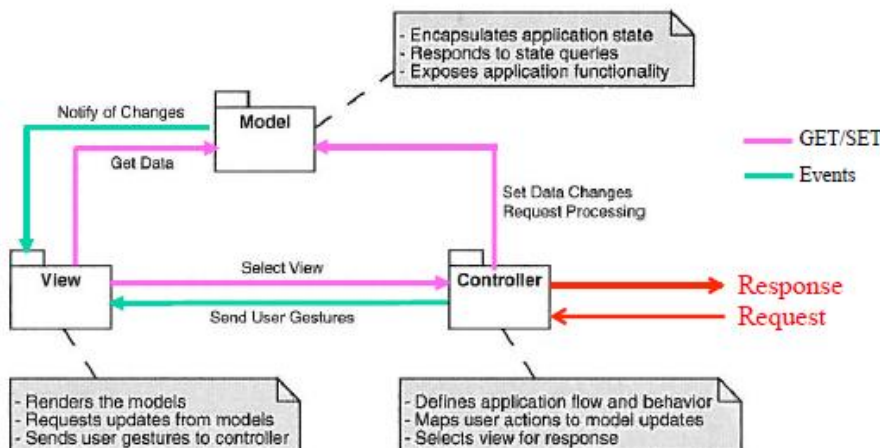 - Encapsulates application state
- Responds to state queries
- Exposes application functionality
Notify of Changes
Model
GET/SET
Get Data
Events
Set Data Changes
Request Processing
View
Select View
Controller
Response
Send User Gestures
Request
- Renders the models
- Requests updates from models
- Sends user gestures to controller
- Defines application flow and behavior
- Maps user actions to model updates
- Selects view for response